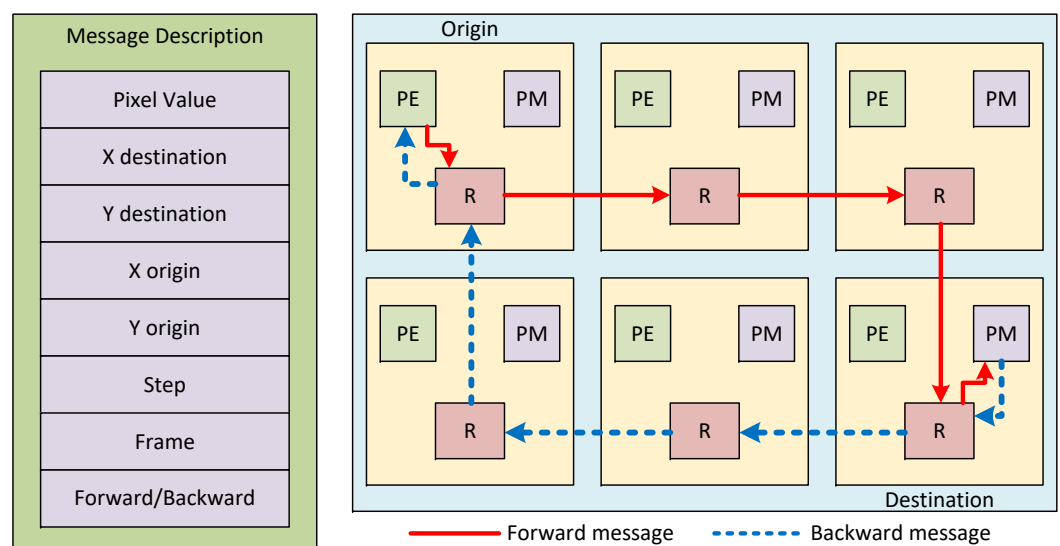 Message Description
Pixel Value
X destination
Y destination
X origin
Y origin
Step
Frame
Forward/Backward
Origin
PE PM PE PM PE PM
R R R
PE PM PE PM PE PM
R R R
Destination
Forward message Backward message